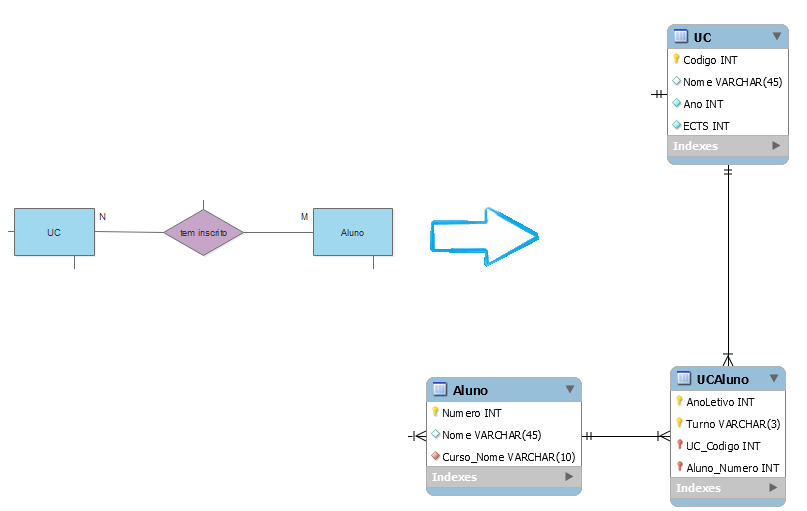 UC
N
tem inscrito
M
Aluno
UC
Codigo INT
Nome VARCHAR(45)
Ano INT
ECTS INT
Indexes
Aluno
Numero INT
Nome VARCHAR(45)
Curso_Nome VARCHAR(10)
Indexes
UCAluno
AnoLetivo INT
Turno VARCHAR(3)
UC_Codigo INT
Aluno_Numero INT
Indexes